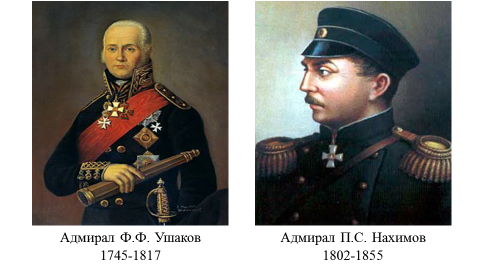 Адмирал Ф.Ф. Ушаков
1745-1817
Адмирал П.С. Нахимов
1802-1855